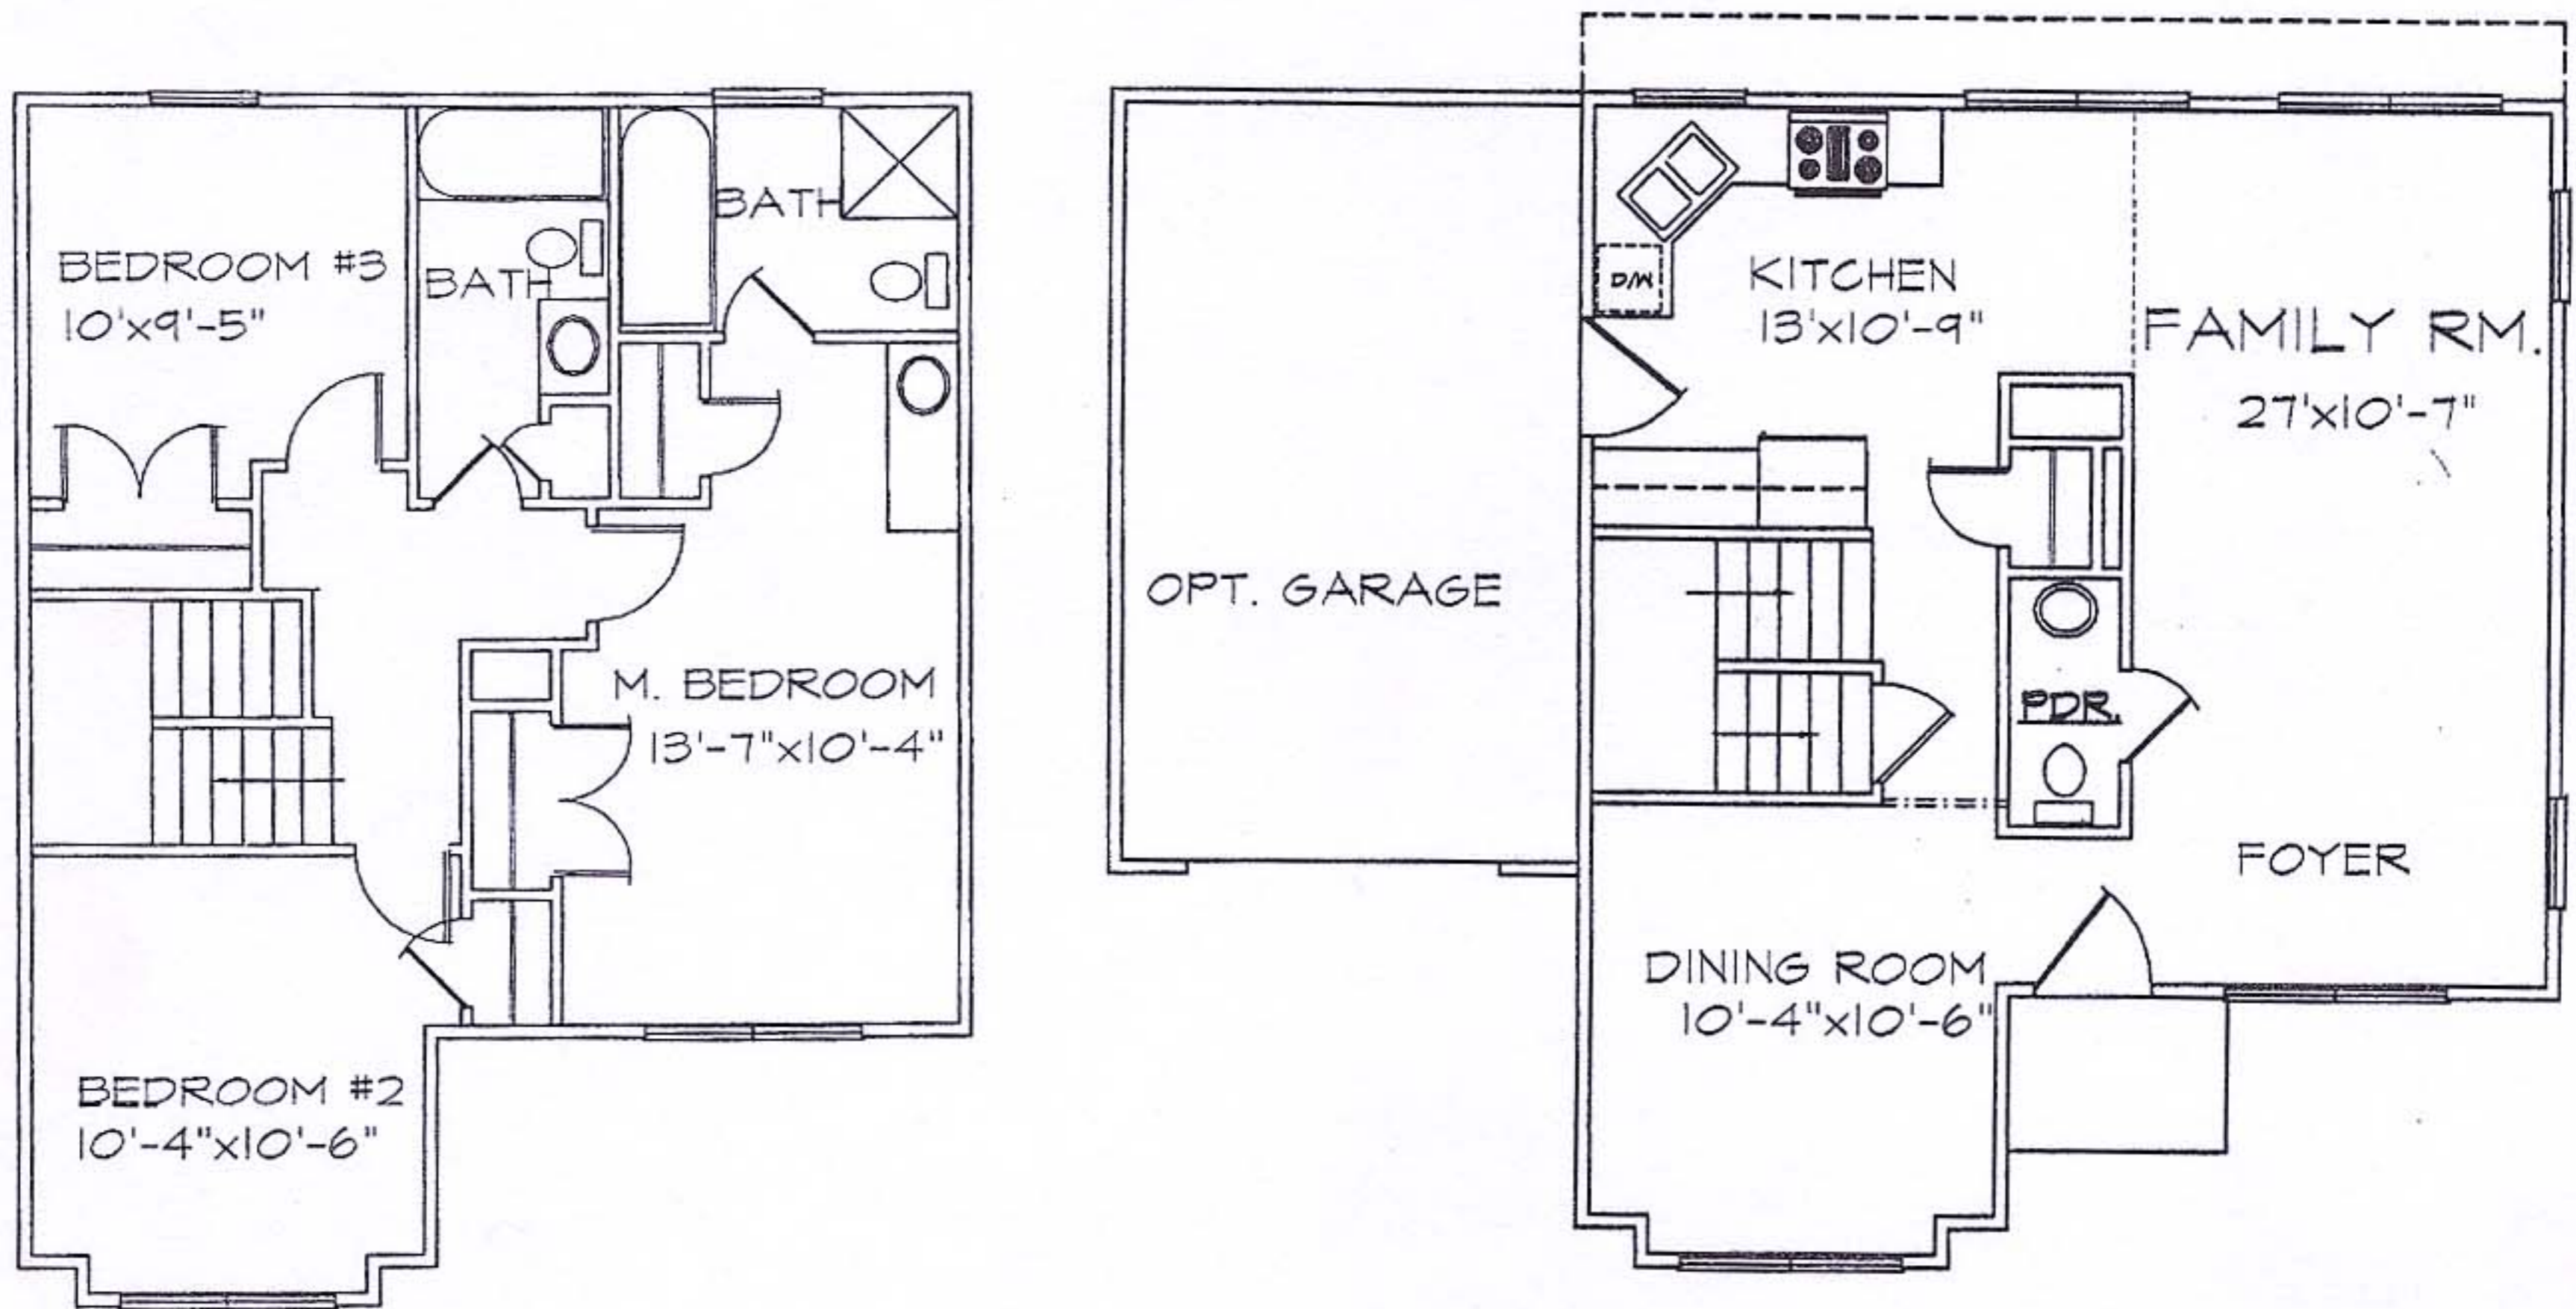 BEDROOM #3
10'x9'-5"
BATH
BATH
M. BEDROOM
13'-7"x10'-4"
BEDROOM #2
10'-4"x10'-6"
OPT. GARAGE
D/W
KITCHEN
13'x10'-9"
FAMILY RM.
27'x10'-7"
PDR.
FOYER
DINING ROOM
10'-4"x10'-6"